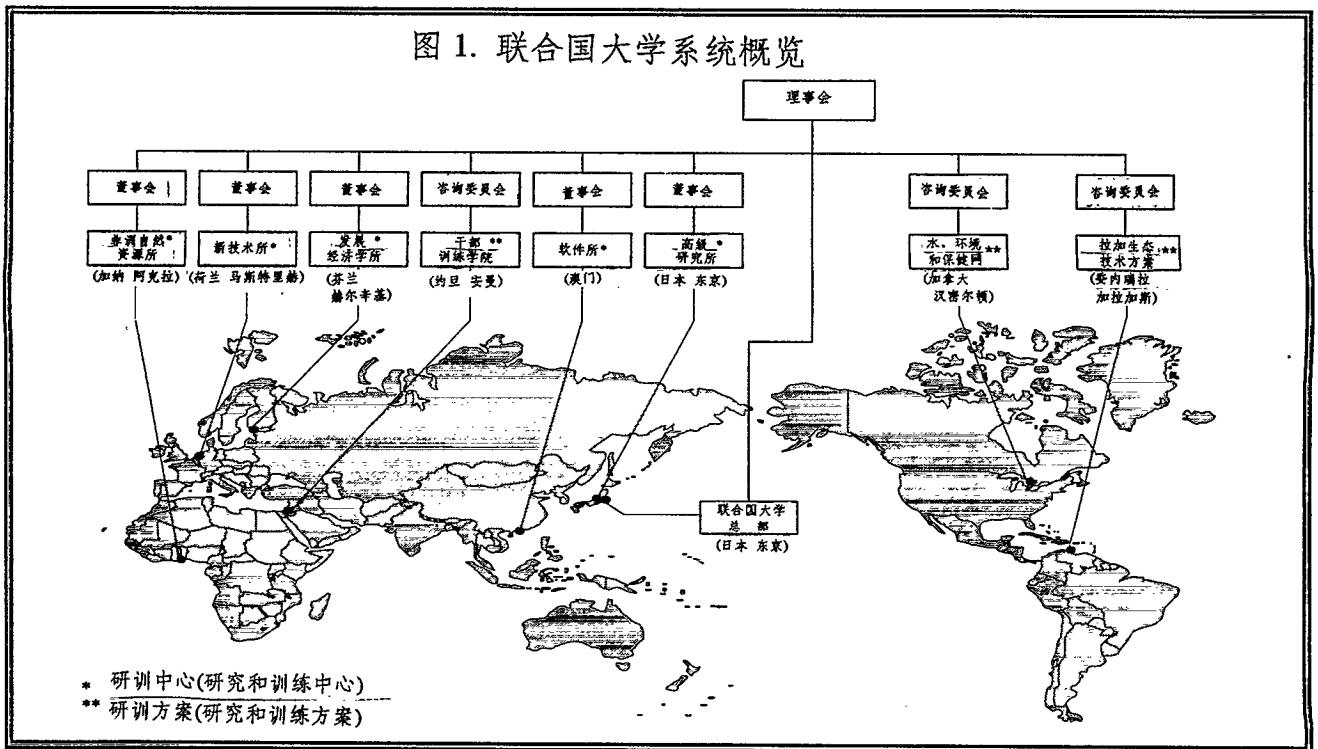 图 1. 联合国大学系统概览
理事会
董事会
董事会
董事会
咨询委员会
董事会
董事会
咨询委员会
咨询委员会
非洲自然*
资源所
(加纳 阿克拉)
新技术所*
(荷兰 马斯特里赫)
发展 *
经济学所
(芬兰
赫尔辛基)
干部 **
训练学院
(约旦 安曼)
软件所*
(澳门)
高级 *
研究所
(日本 东京)
水、环境
和保健网**
(加拿大
汉密尔顿)
拉加生态
技术方案**
(委内瑞拉
加拉加斯)
联合国大学
总 部
(日本 东京)
* 研训中心(研究和训练中心)
** 研训方案(研究和训练方案)